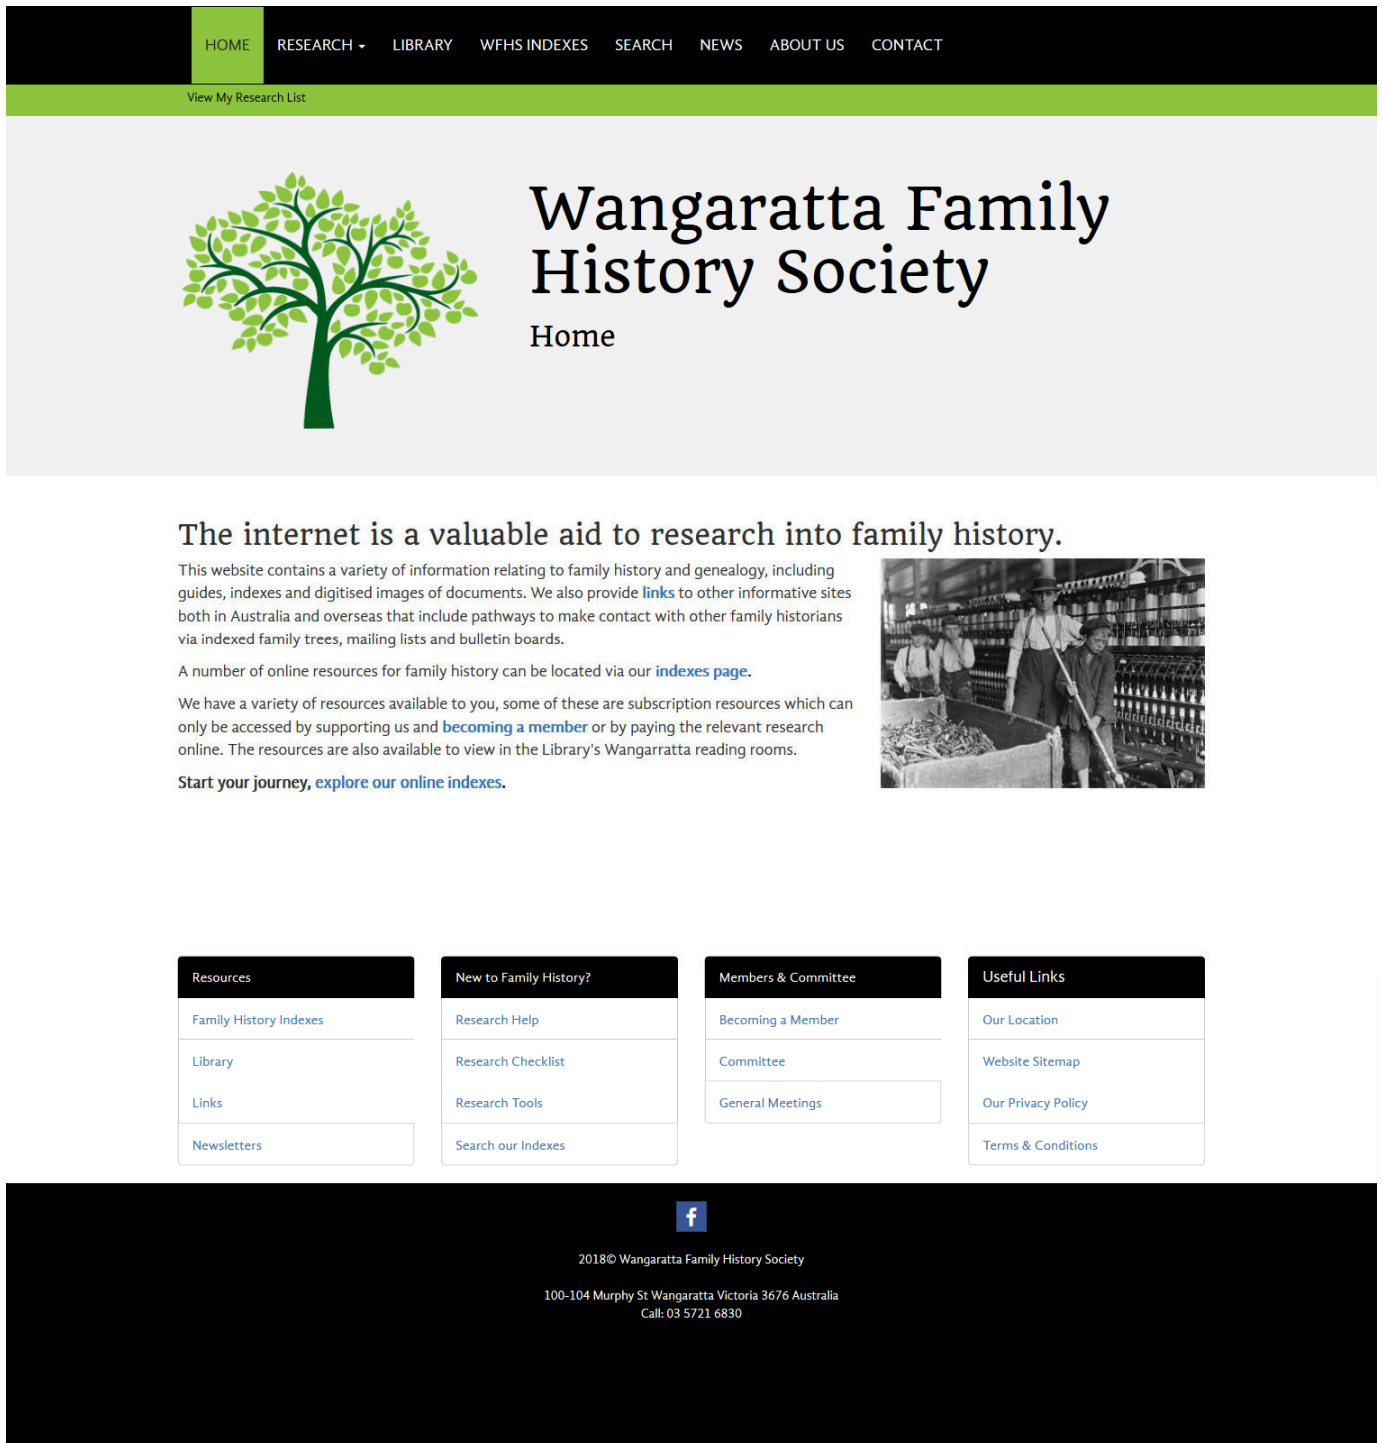 HOME RESEARCH LIBRARY WFHS INDEXES SEARCH NEWS ABOUT US CONTACT
View My Research List
Wangaratta Family
History Society
Home
The internet is a valuable aid to research into family history.
This website contains a variety of information relating to family history and genealogy, including
guides, indexes and digitised images of documents. We also provide links to other informative sites
both in Australia and overseas that include pathways to make contact with other family historians
via indexed family trees, mailing lists and bulletin boards.
A number of online resources for family history can be located via our indexes page.
We have a variety of resources available to you, some of these are subscription resources which can
only be accessed by supporting us and becoming a member or by paying the relevant research
online. The resources are also available to view in the Library's Wangarratta reading rooms.
Start your journey, explore our online indexes.
Resources
Family History Indexes
Library
Links
Newsletters
New to Family History?
Research Help
Research Checklist
Research Tools
Search our Indexes
Members & Committee
Becoming a Member
Committee
General Meetings
Useful Links
Our Location
Website Sitemap
Our Privacy Policy
Terms & Conditions
f
2018© Wangaratta Family History Society
100-104 Murphy St Wangaratta Victoria 3676 Australia
Call: 03 5721 6830